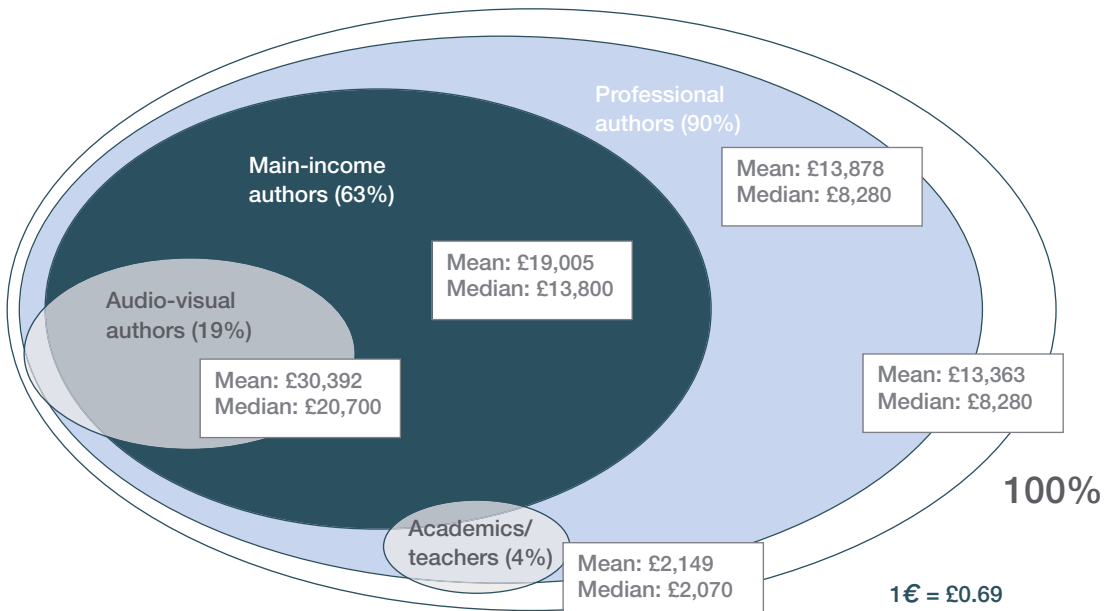 Professional
authors (90%)
Mean: £13,878
Median: £8,280
Main-income
authors (63%)
Mean: £19,005
Median: £13,800
Audio-visual
authors (19%)
Mean: £30,392
Median: £20,700
Mean: £13,363
Median: £8,280
100%
Academics/
teachers (4%)
Mean: £2,149
Median: £2,070
1€ = £0.69